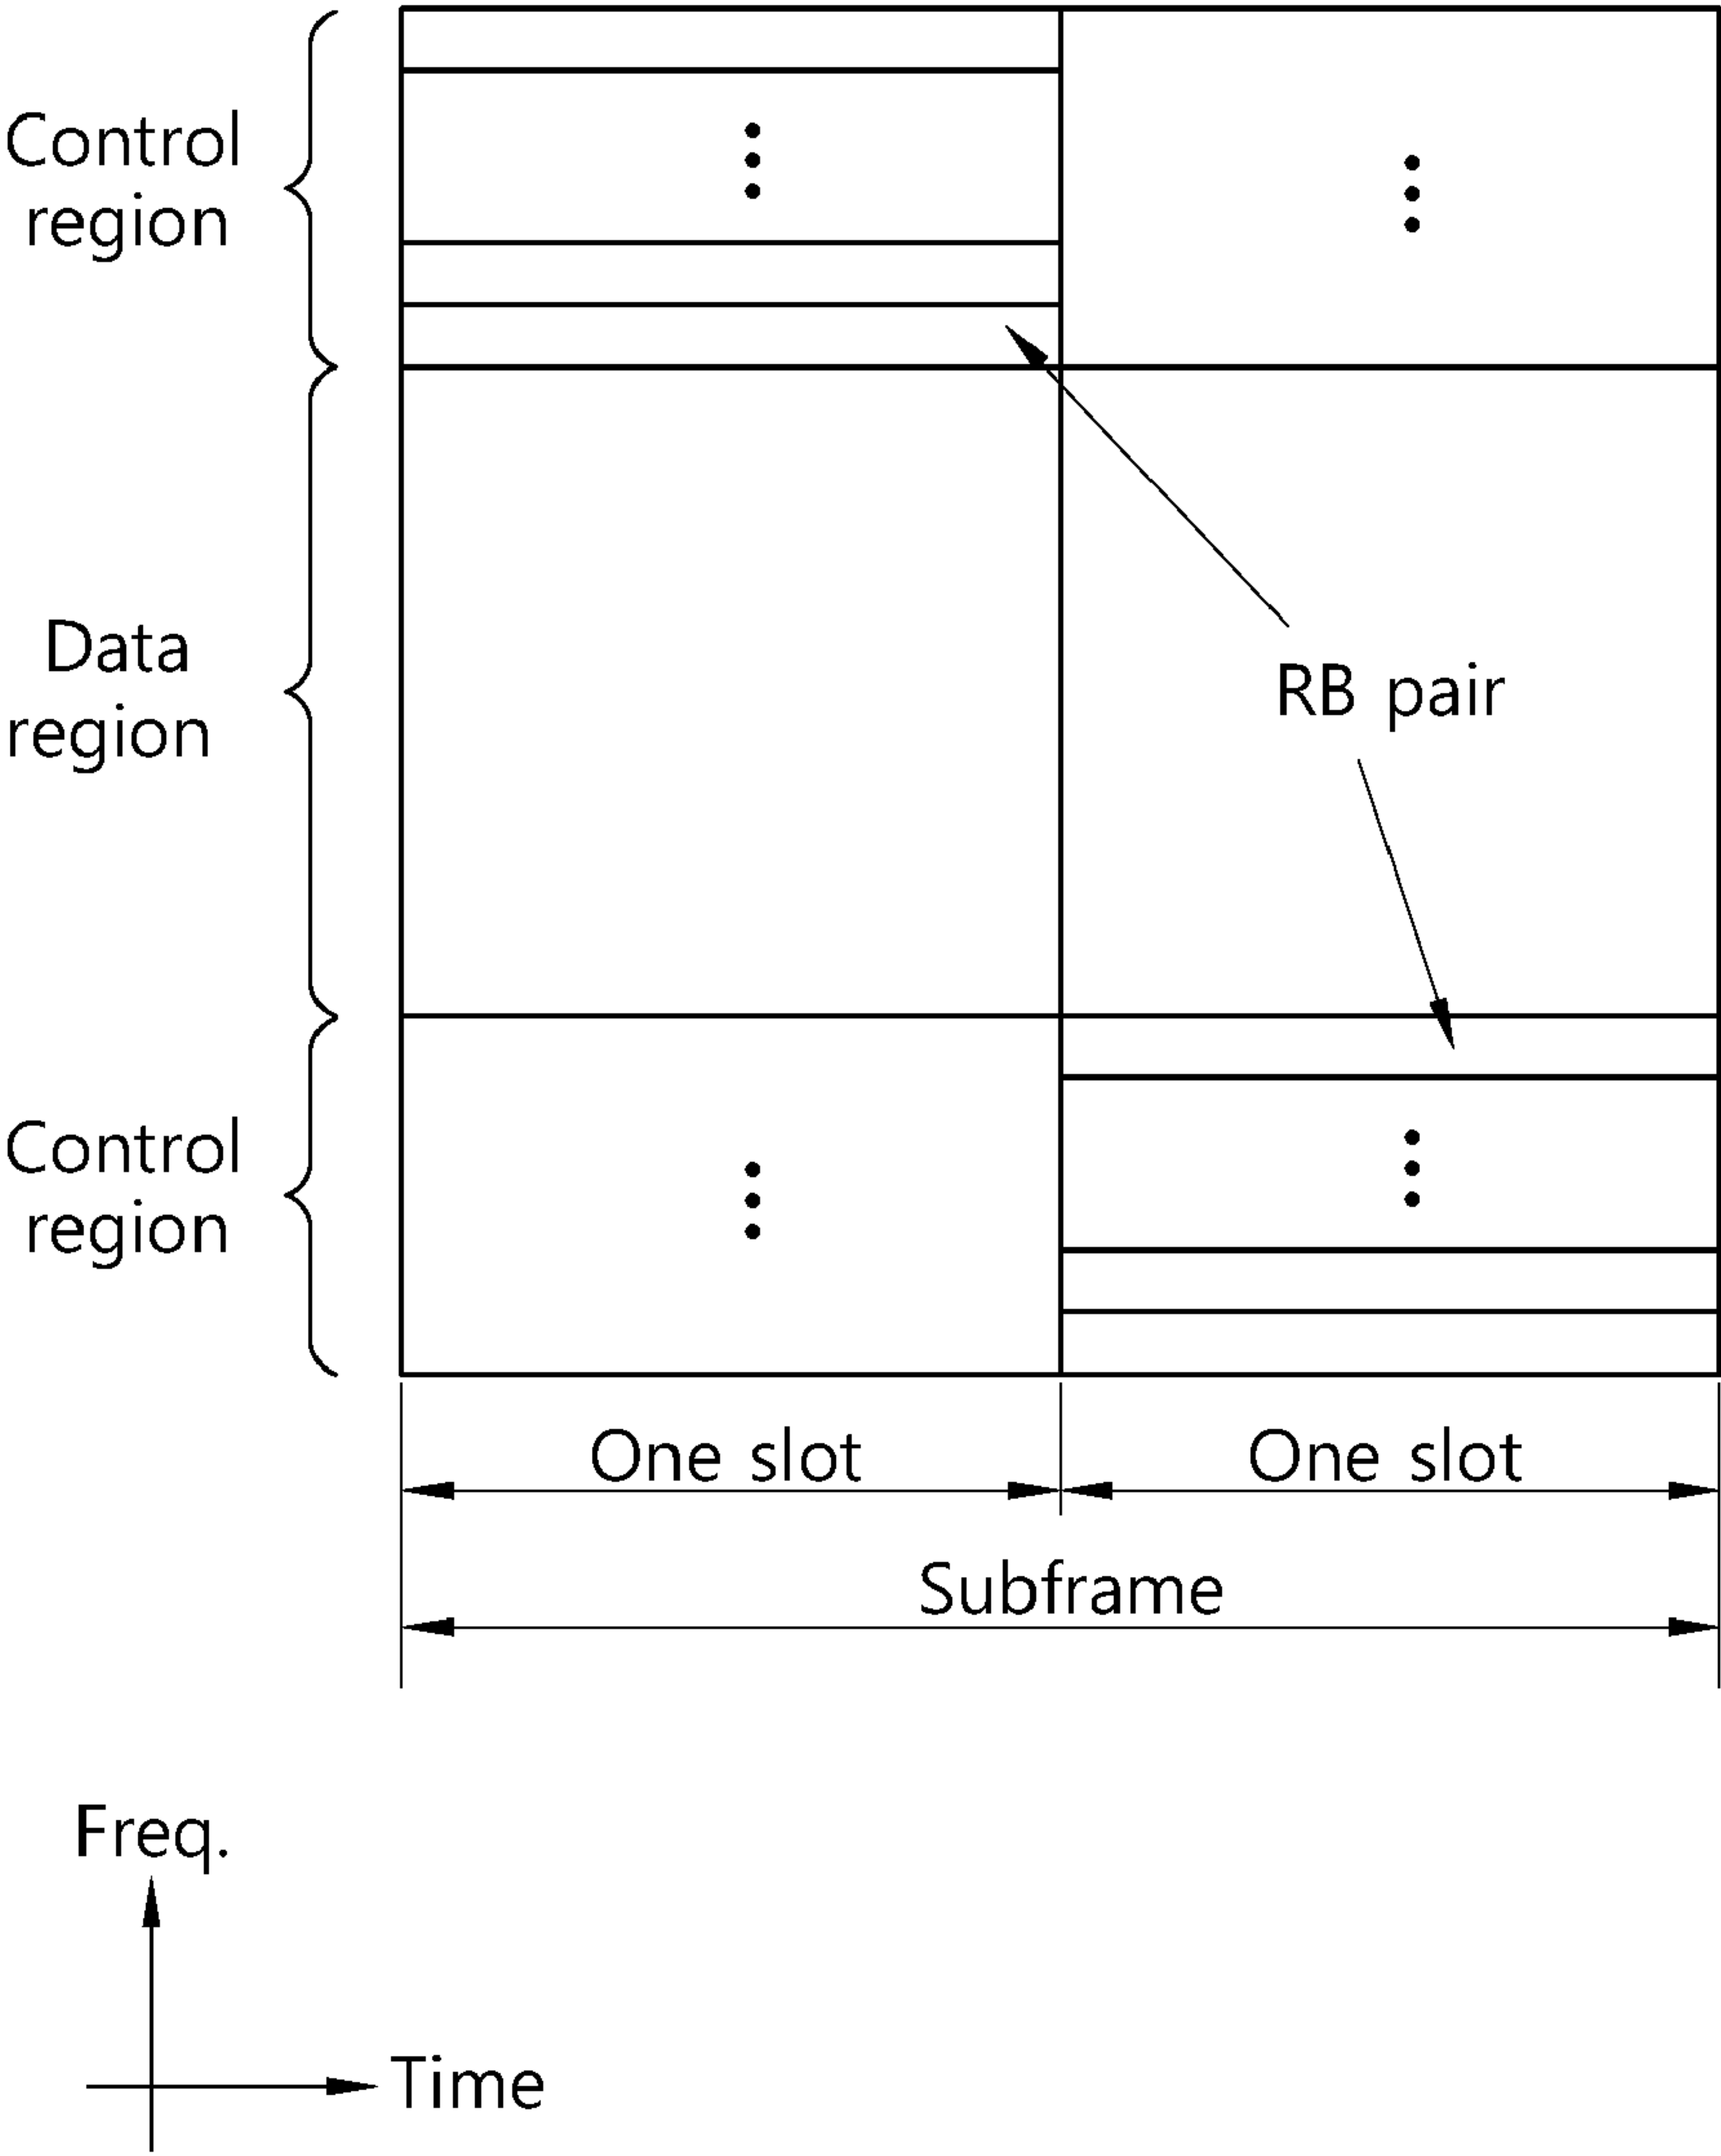 Control
region
Data
region
RB pair
Control
region
One slot
One slot
Subframe
Freq.
Time